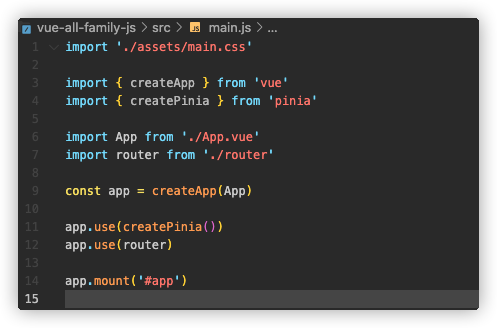 vue-all-family-js > src > main.js > ...
1 import './assets/main.css'
2
3 import { createApp } from 'vue'
4 import { createPinia } from 'pinia'
5
6 import App from './App.vue'
7 import router from './router'
8
9 const app = createApp(App)
10
11 app.use(createPinia())
12 app.use(router)
13
14 app.mount('#app')
15